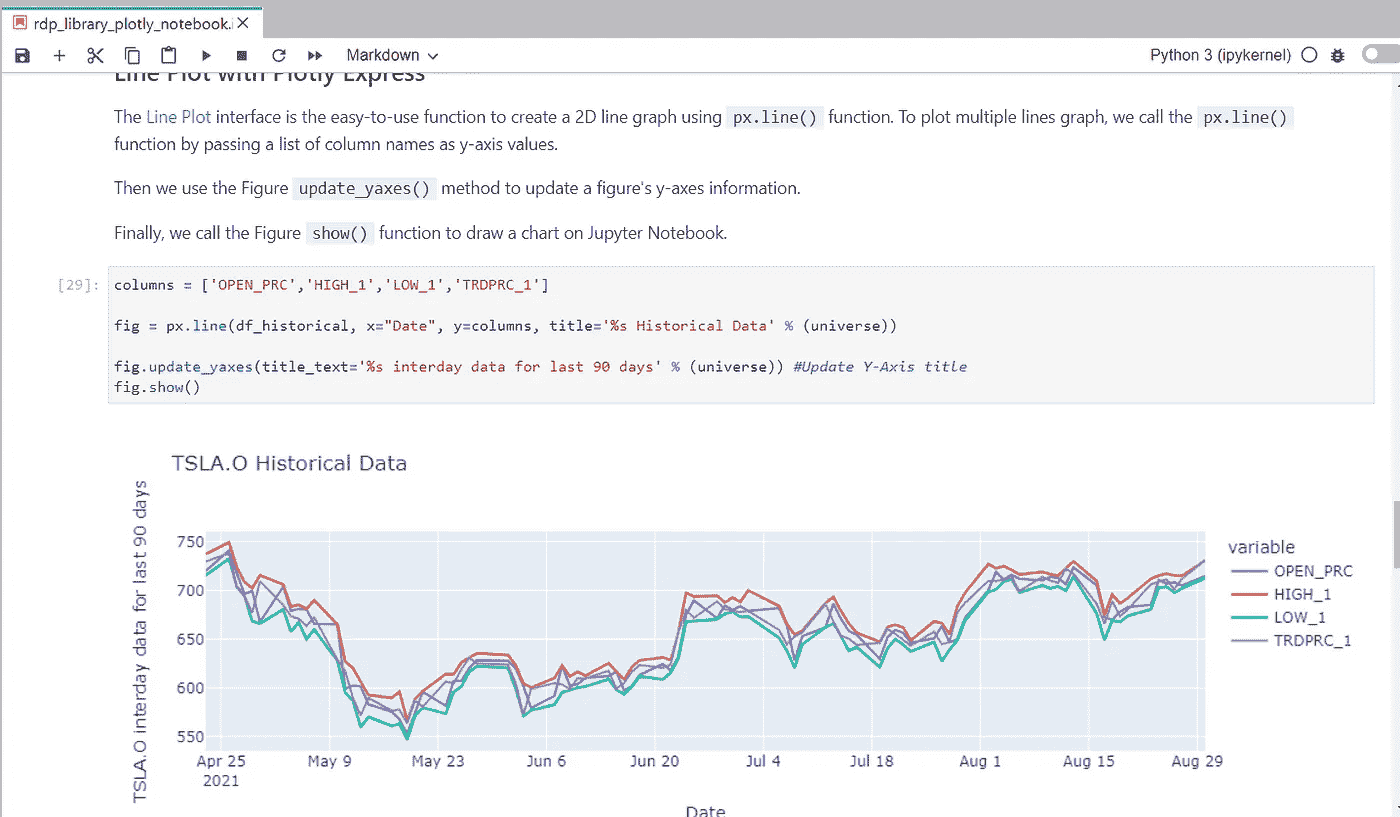 rdp_library_plotly_notebook.i
Markdown
Python 3 (ipykernel)
Line Plot with Plotly Express
The Line Plot interface is the easy-to-use function to create a 2D line graph using px.line() function. To plot multiple lines graph, we call the px.line()
function by passing a list of column names as y-axis values.
Then we use the Figure update_yaxes() method to update a figure's y-axes information.
Finally, we call the Figure show() function to draw a chart on Jupyter Notebook.
[29]:
columns = ['OPEN_PRC','HIGH_1','LOW_1','TRDPRC_1']
fig = px.line(df_historical, x="Date", y=columns, title='%s Historical Data' % (universe))
fig.update_yaxes(title_text='%s interday data for last 90 days' % (universe)) #Update Y-Axis title
fig.show()
TSLA.O Historical Data
TSLA.O interday data for last 90 days
750
700
650
600
550
Apr 25 May 9 May 23 Jun 6 Jun 20 Jul 4 Jul 18 Aug 1 Aug 15 Aug 29
2021
Date
variable
OPEN_PRC
HIGH_1
LOW_1
TRDPRC_1